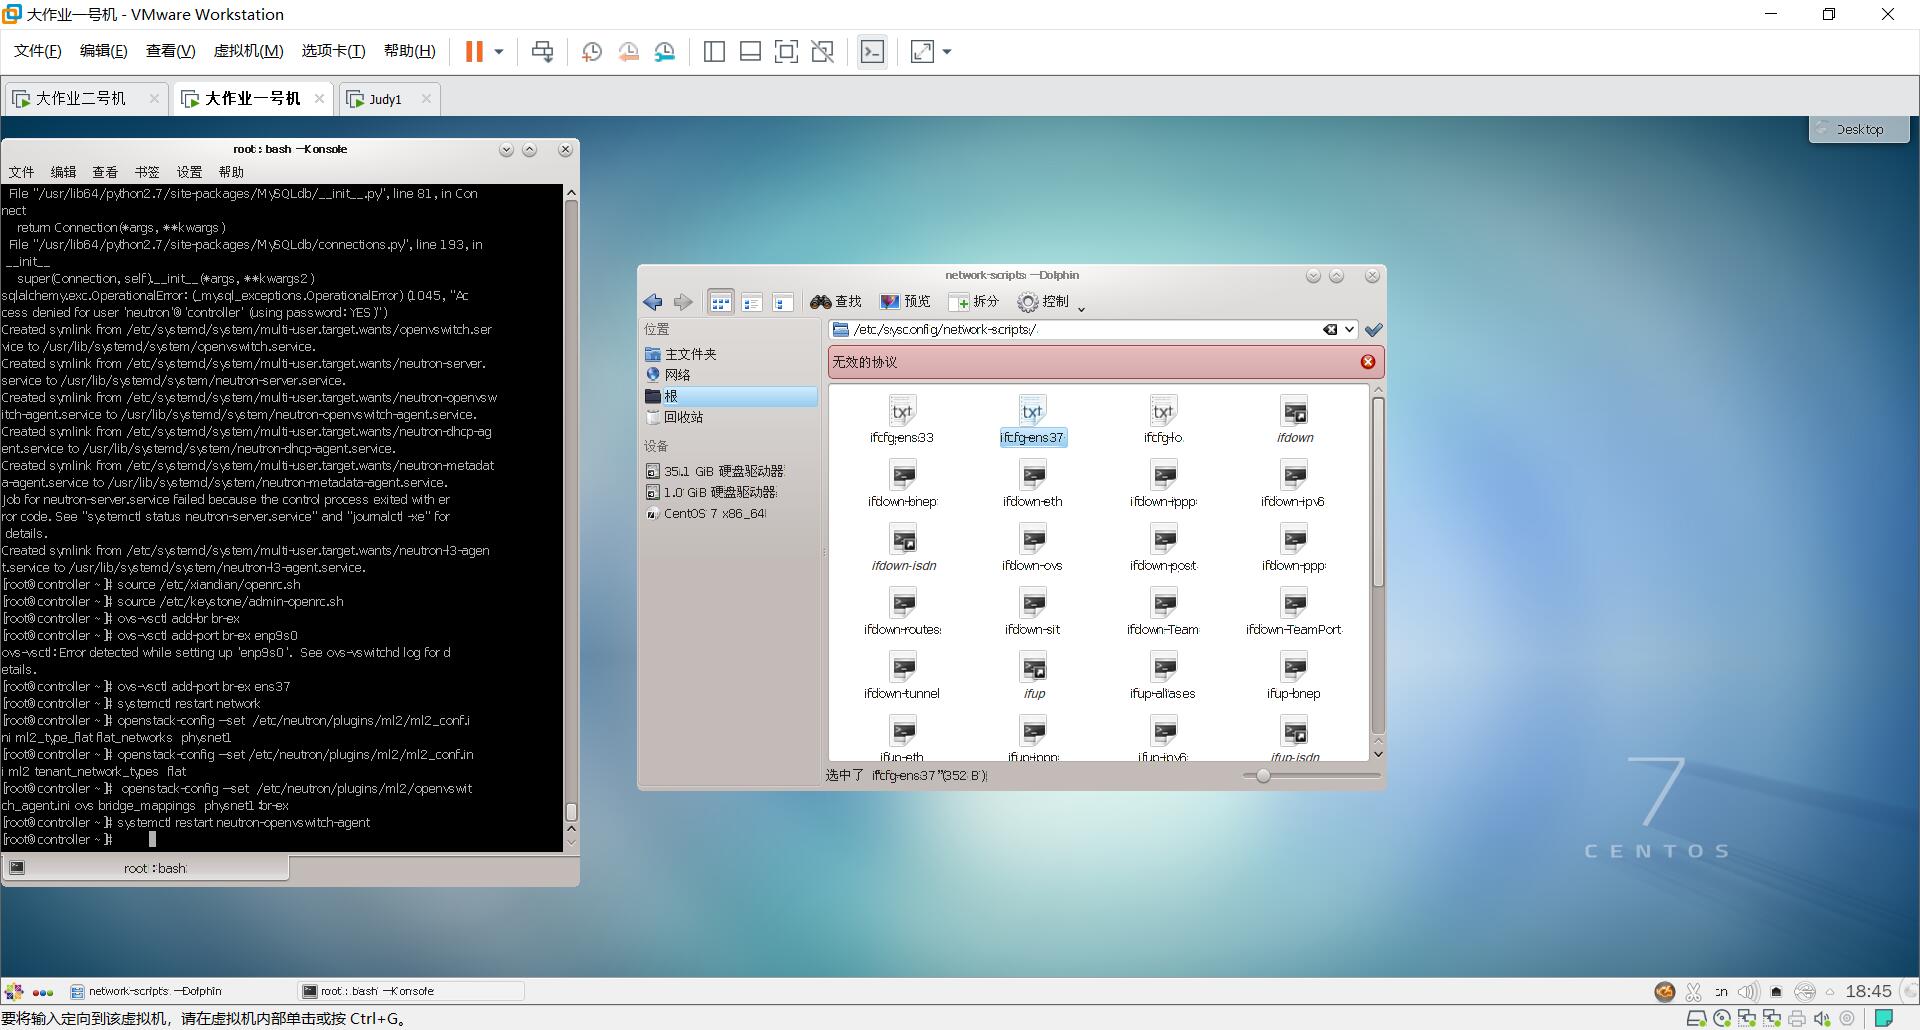 大作业一号机 - VMware Workstation
文件(F) 编辑(E) 查看(V) 虚拟机(M) 选项卡(T) 帮助(H)
大作业二号机 大作业一号机 Judy1
Desktop
root : bash — Konsole
文件 编辑 查看 书签 设置 帮助
File "/usr/lib64/python2.7/site-packages/MySQLdb/__init__.py", line 81, in Con
nect
return Connection(*args, **kwargs)
File "/usr/lib64/python2.7/site-packages/MySQLdb/connections.py", line 193, in
__init__
super(Connection, self).__init__(*args, **kwargs2)
sqlalchemy.exc.OperationalError: (_mysql_exceptions.OperationalError) (1045, "Ac
cess denied for user 'neutron'@'controller' (using password: YES)")
Created symlink from /etc/systemd/system/multi-user.target.wants/openvswitch.ser
vice to /usr/lib/systemd/system/openvswitch.service.
Created symlink from /etc/systemd/system/multi-user.target.wants/neutron-server.
service to /usr/lib/systemd/system/neutron-server.service.
Created symlink from /etc/systemd/system/multi-user.target.wants/neutron-openvsw
itch-agent.service to /usr/lib/systemd/system/neutron-openvswitch-agent.service.
Created symlink from /etc/systemd/system/multi-user.target.wants/neutron-dhcp-ag
ent.service to /usr/lib/systemd/system/neutron-dhcp-agent.service.
Created symlink from /etc/systemd/system/multi-user.target.wants/neutron-metadat
a-agent.service to /usr/lib/systemd/system/neutron-metadata-agent.service.
Job for neutron-server.service failed because the control process exited with er
ror code. See "systemctl status neutron-server.service" and "journalctl -xe" for
details.
Created symlink from /etc/systemd/system/multi-user.target.wants/neutron-l3-agen
t.service to /usr/lib/systemd/system/neutron-l3-agent.service.
[root@controller ~]# source /etc/xiandian/openrc.sh
[root@controller ~]# source /etc/keystone/admin-openrc.sh
[root@controller ~]# ovs-vsctl add-br br-ex
[root@controller ~]# ovs-vsctl add-port br-ex enp9s0
ovs-vsctl: Error detected while setting up 'enp9s0'. See ovs-vswitchd log for d
etails.
[root@controller ~]# ovs-vsctl add-port br-ex ens37
[root@controller ~]# systemctl restart network
[root@controller ~]# openstack-config --set /etc/neutron/plugins/ml2/ml2_conf.i
ni ml2_type_flat flat_networks physnet1
[root@controller ~]# openstack-config --set /etc/neutron/plugins/ml2/ml2_conf.in
i ml2 tenant_network_types flat
[root@controller ~]# openstack-config --set /etc/neutron/plugins/ml2/openvswit
ch_agent.ini ovs bridge_mappings physnet1:br-ex
[root@controller ~]# systemctl restart neutron-openvswitch-agent
[root@controller ~]#
root : bash
network-scripts — Dolphin
查找 预览 拆分 控制
位置
主文件夹
网络
根
回收站
设备
35.1 GiB 硬盘驱动器
1.0 GiB 硬盘驱动器
CentOS 7 x86_64
/etc/sysconfig/network-scripts/
无效的协议
ifcfg-ens33 ifcfg-ens37 ifcfg-lo ifdown
ifdown-bnep ifdown-eth ifdown-ippp ifdown-ipv6
ifdown-isdn ifdown-ovs ifdown-post ifdown-ppp
ifdown-routes ifdown-sit ifdown-Team ifdown-TeamPort
ifdown-tunnel ifup ifup-aliases ifup-bnep
ifup-eth ifup-ippp ifup-ipv6 ifup-isdn
选中了 ifcfg-ens37"(352 B)
7
CENTOS
network-scripts — Dolphin root : bash — Konsole 18:45
要将输入定向到该虚拟机，请在虚拟机内部单击或按 Ctrl+G。